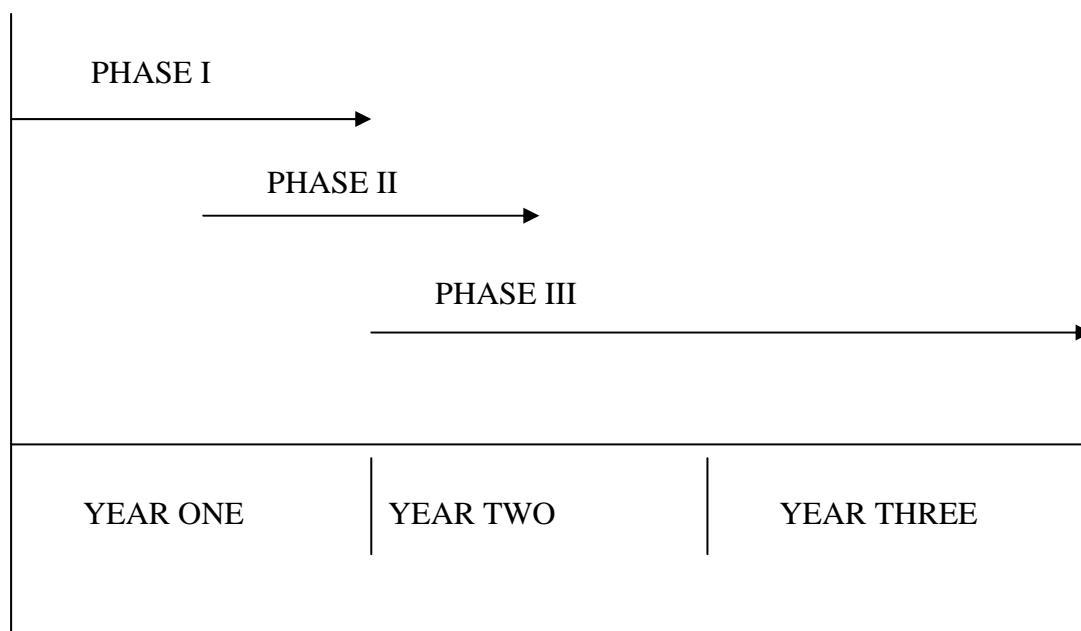 PHASE I
PHASE II
PHASE III
YEAR ONE
YEAR TWO
YEAR THREE